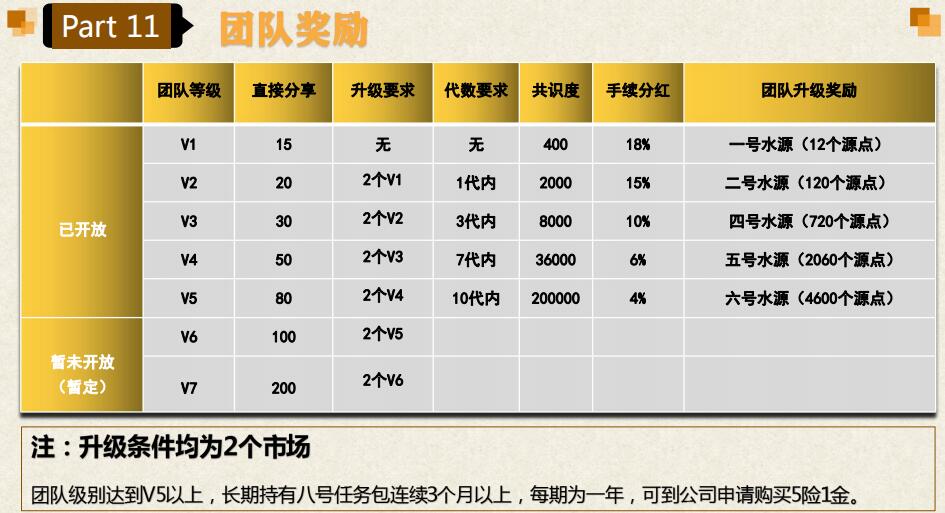 Part 11 团队奖励
团队等级 直接分享 升级要求 代数要求 共识度 手续分红 团队升级奖励
已开放
V1 15 无 无 400 18% 一号水源（12个源点）
V2 20 2个V1 1代内 2000 15% 二号水源（120个源点）
V3 30 2个V2 3代内 8000 10% 四号水源（720个源点）
V4 50 2个V3 7代内 36000 6% 五号水源（2060个源点）
V5 80 2个V4 10代内 200000 4% 六号水源（4600个源点）
暂未开放
（暂定）
V6 100 2个V5
V7 200 2个V6
注：升级条件均为2个市场
团队级别达到V5以上，长期持有八号任务包连续3个月以上，每期为一年，可到公司申请购买5险1金。